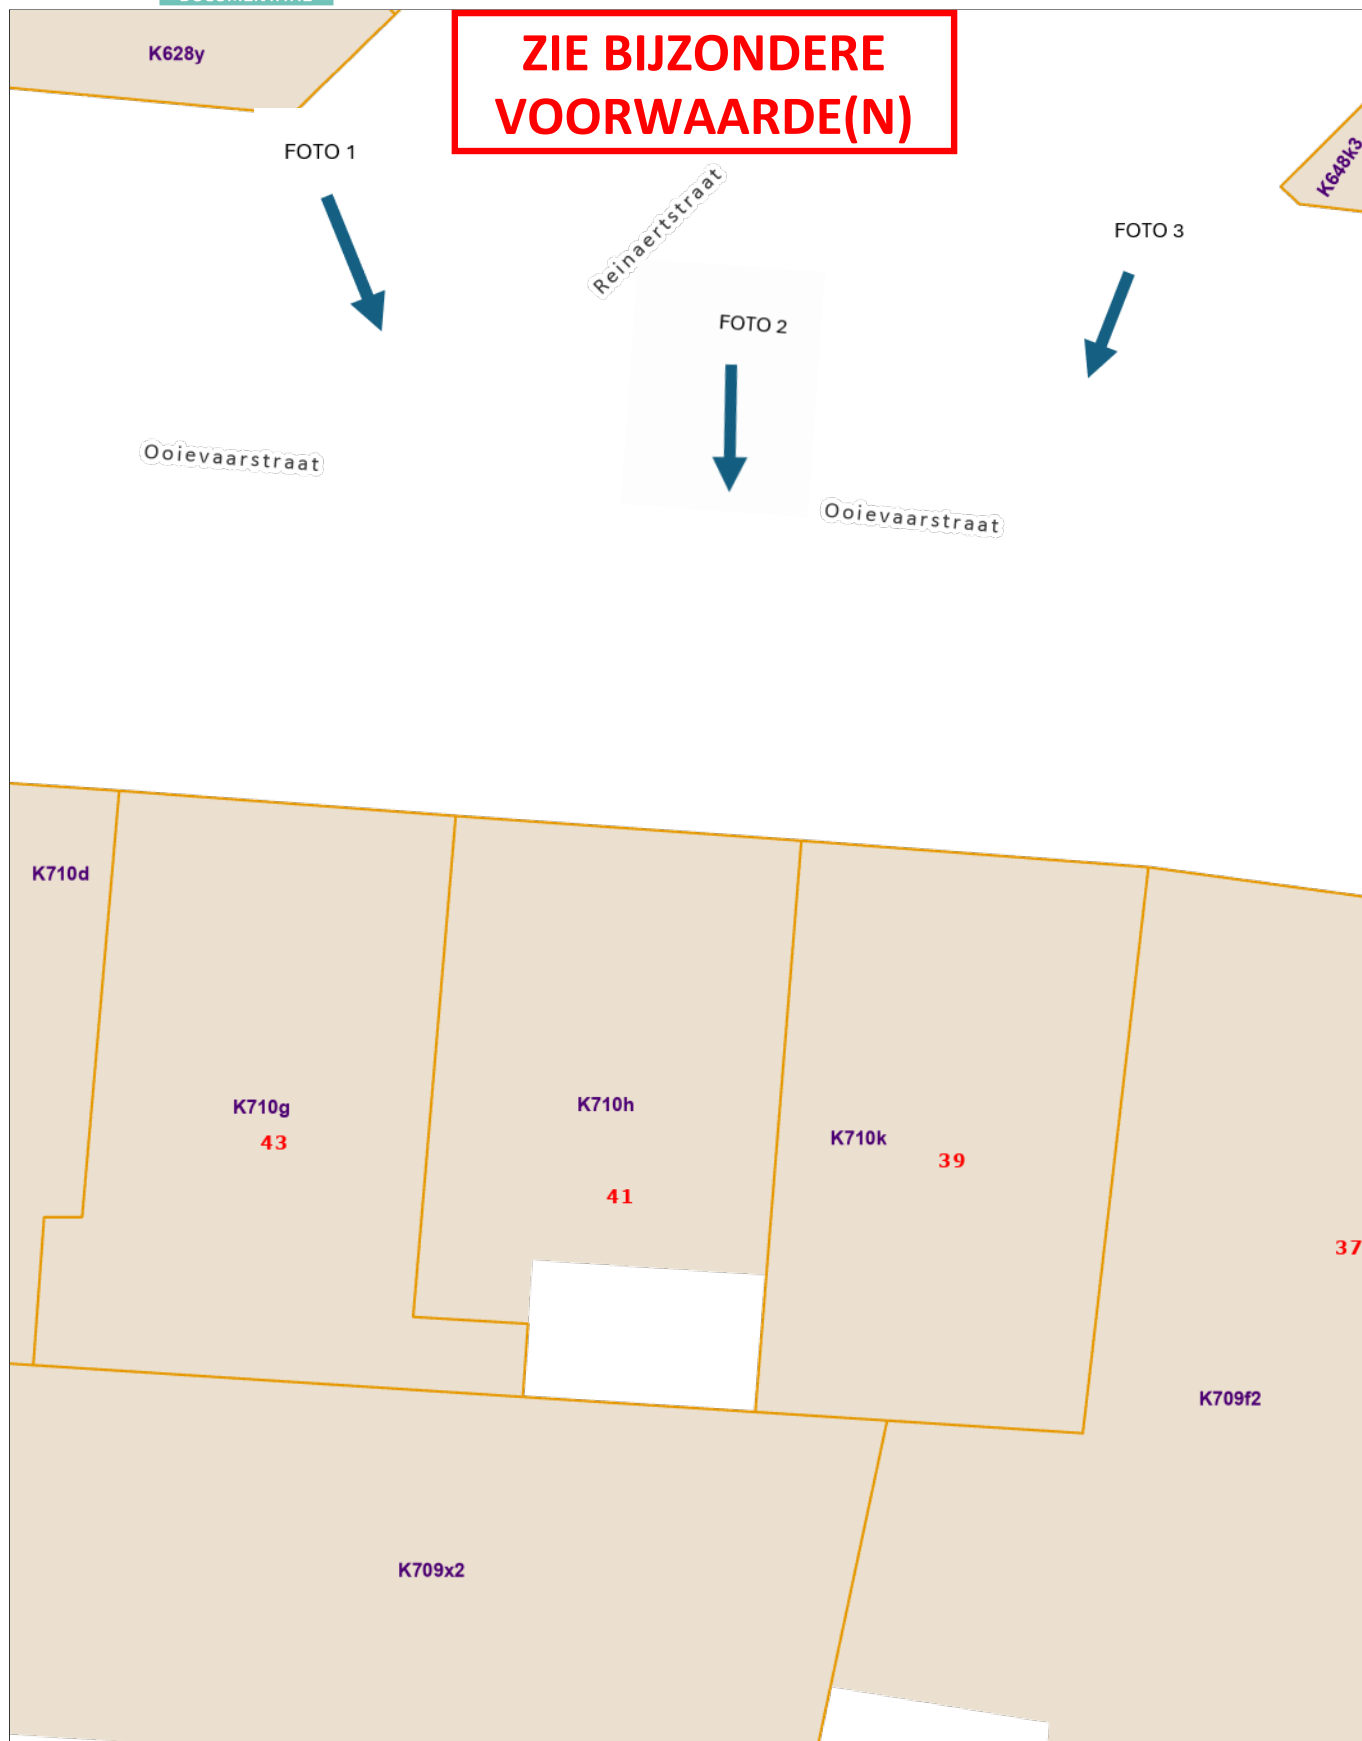 K628y
ZIE BIJZONDERE
VOORWAARDE(N)
FOTO 1
K648k3
Reinaertstraat
FOTO 3
FOTO 2
Ooievaarstraat
Ooievaarstraat
K710d
K710g
43
K710h
41
K710k
39
37
K709f2
K709x2